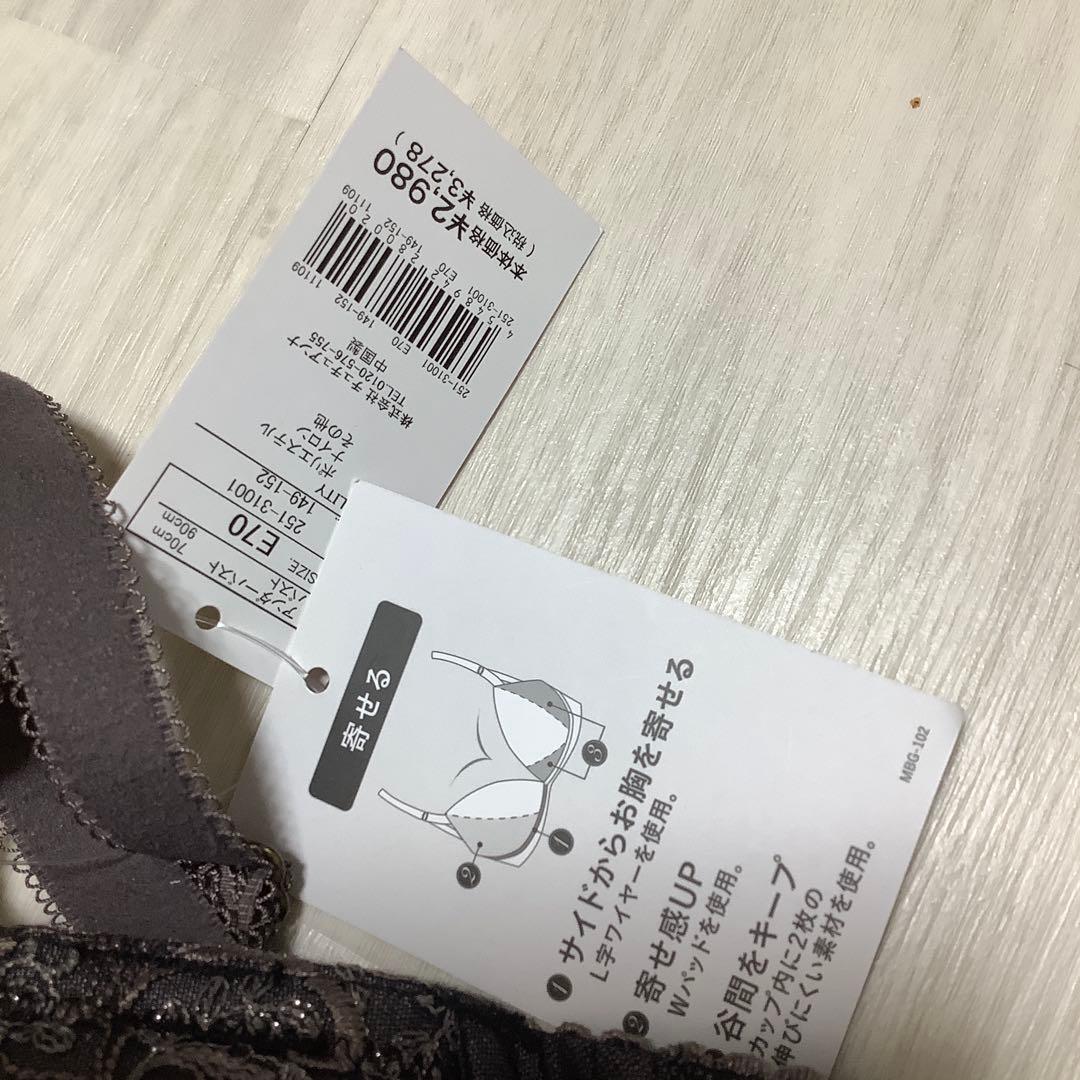 アンダーバスト 70cm
バスト 90cm
SIZE. E70
251-31001
149-152
LITY
ポリエステル
ナイロン
その他
株式会社 チュチュアンナ
TEL.0120-576-755
中国製
251-31001
E70
149-152
11109
4 548942 280020
251-31001
E70
149-152
11109
本体価格 ¥2,980
(税込価格 ¥3,278)
寄せる
1
2
3
1 サイドからお胸を寄せる
L字ワイヤーを使用。
2 寄せ感UP
Wパッドを使用。
谷間をキープ
カップ内に2枚の
伸びにくい素材を使用。
MBG-102